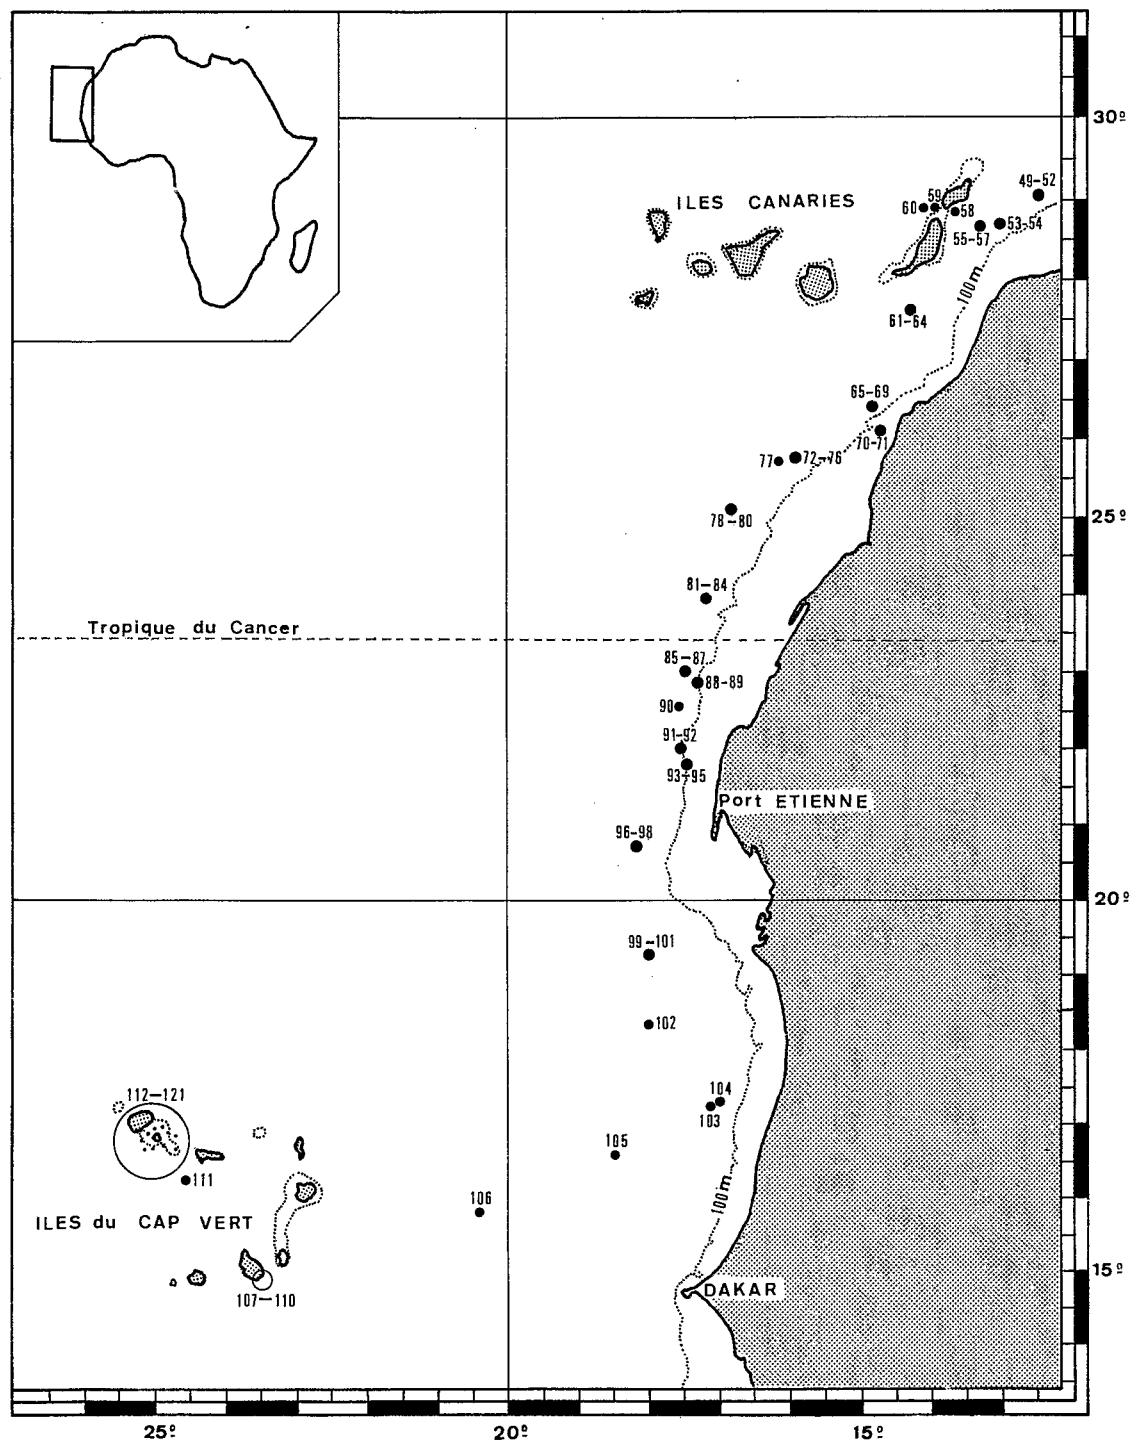 30º
ILES CANARIES
49-52
59
60
58
53-54
55-57
100m
61-64
65-69
70-71
77
72-76
78-80
25º
81-84
Tropique du Cancer
85-87
88-89
90
91-92
93-95
Port ETIENNE
96-98
20º
99-101
102
104
103
112-121
105
111
106
100m
ILES du CAP VERT
15º
DAKAR
107-110
25º
20º
15º